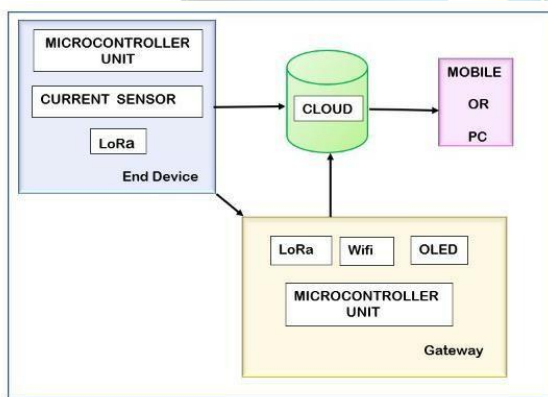 MICROCONTROLLER
UNIT
CURRENT SENSOR
LoRa
End Device
CLOUD
MOBILE
OR
PC
LoRa
Wifi
OLED
MICROCONTROLLER
UNIT
Gateway